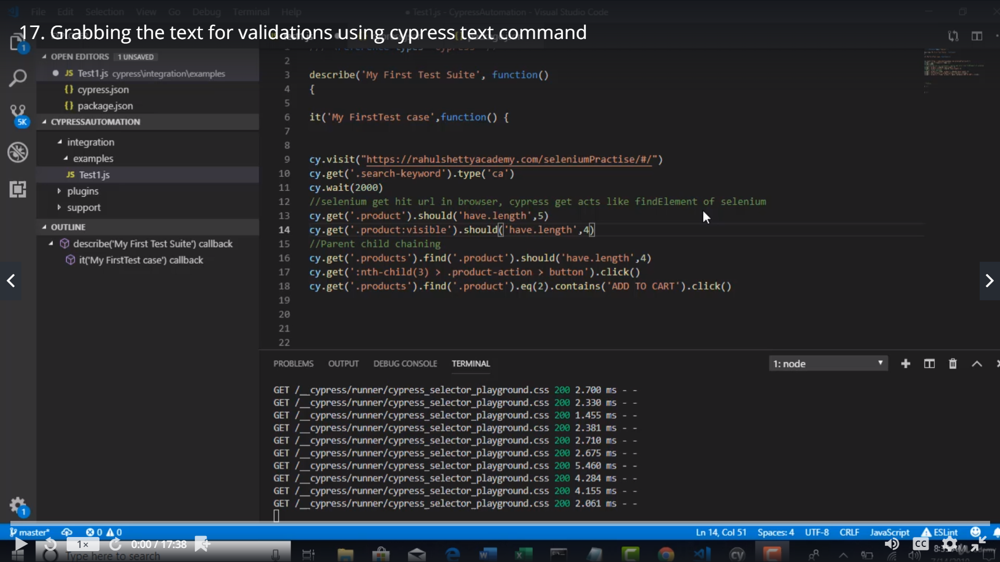 File Edit Selection View Go Debug Terminal Help
● Test1.js - CypressAutomation - Visual Studio Code
17. Grabbing the text for validations using cypress text command
1
OPEN EDITORS 1 UNSAVED
JS Test1.js cypress\integration\examples
{} cypress.json
{} package.json
5K
CYPRESSAUTOMATION
integration
examples
JS Test1.js
plugins
support
OUTLINE
describe('My First Test Suite') callback
it('My FirstTest case') callback
2
3 describe('My First Test Suite', function()
4 {
5
6 it('My FirstTest case',function() {
7
8
9 cy.visit("https://rahulshettyacademy.com/seleniumPractise/#/")
10 cy.get('.search-keyword').type('ca')
11 cy.wait(2000)
12 //selenium get hit url in browser, cypress get acts like findElement of selenium
13 cy.get('.product').should('have.length',5)
14 cy.get('.product:visible').should('have.length',4)
15 //Parent child chaining
16 cy.get('.products').find('.product').should('have.length',4)
17 cy.get(':nth-child(3) > .product-action > button').click()
18 cy.get('.products').find('.product').eq(2).contains('ADD TO CART').click()
19
20
21
22
PROBLEMS OUTPUT DEBUG CONSOLE TERMINAL
1: node
GET /__cypress/runner/cypress_selector_playground.css 200 2.700 ms - -
GET /__cypress/runner/cypress_selector_playground.css 200 2.330 ms - -
GET /__cypress/runner/cypress_selector_playground.css 200 1.455 ms - -
GET /__cypress/runner/cypress_selector_playground.css 200 2.381 ms - -
GET /__cypress/runner/cypress_selector_playground.css 200 2.710 ms - -
GET /__cypress/runner/cypress_selector_playground.css 200 2.675 ms - -
GET /__cypress/runner/cypress_selector_playground.css 200 5.460 ms - -
GET /__cypress/runner/cypress_selector_playground.css 200 4.284 ms - -
GET /__cypress/runner/cypress_selector_playground.css 200 4.155 ms - -
GET /__cypress/runner/cypress_selector_playground.css 200 2.061 ms - -
1
master* 0 0
Ln 14, Col 51 Spaces: 4 UTF-8 CRLF JavaScript ESLint
1× 0:00 / 17:38
CC
Type here to search
cy